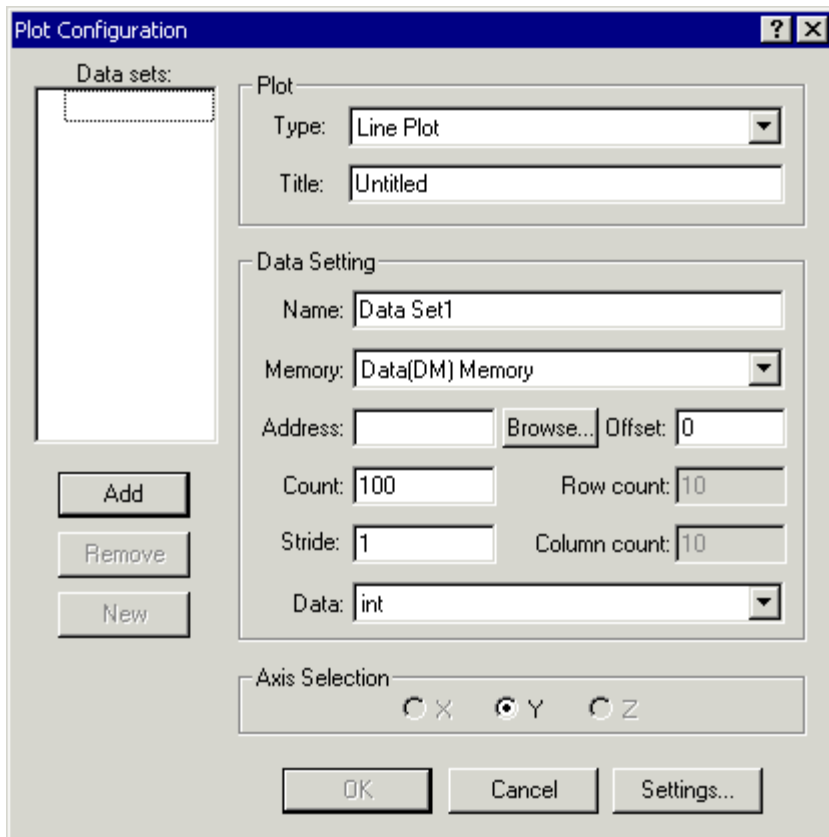 Plot Configuration
Data sets:
Add
Remove
New
Plot
Type: Line Plot
Title: Untitled
Data Setting
Name: Data Set1
Memory: Data(DM) Memory
Address: Browse... Offset: 0
Count: 100 Row count: 10
Stride: 1 Column count: 10
Data: int
Axis Selection
X Y Z
OK Cancel Settings...